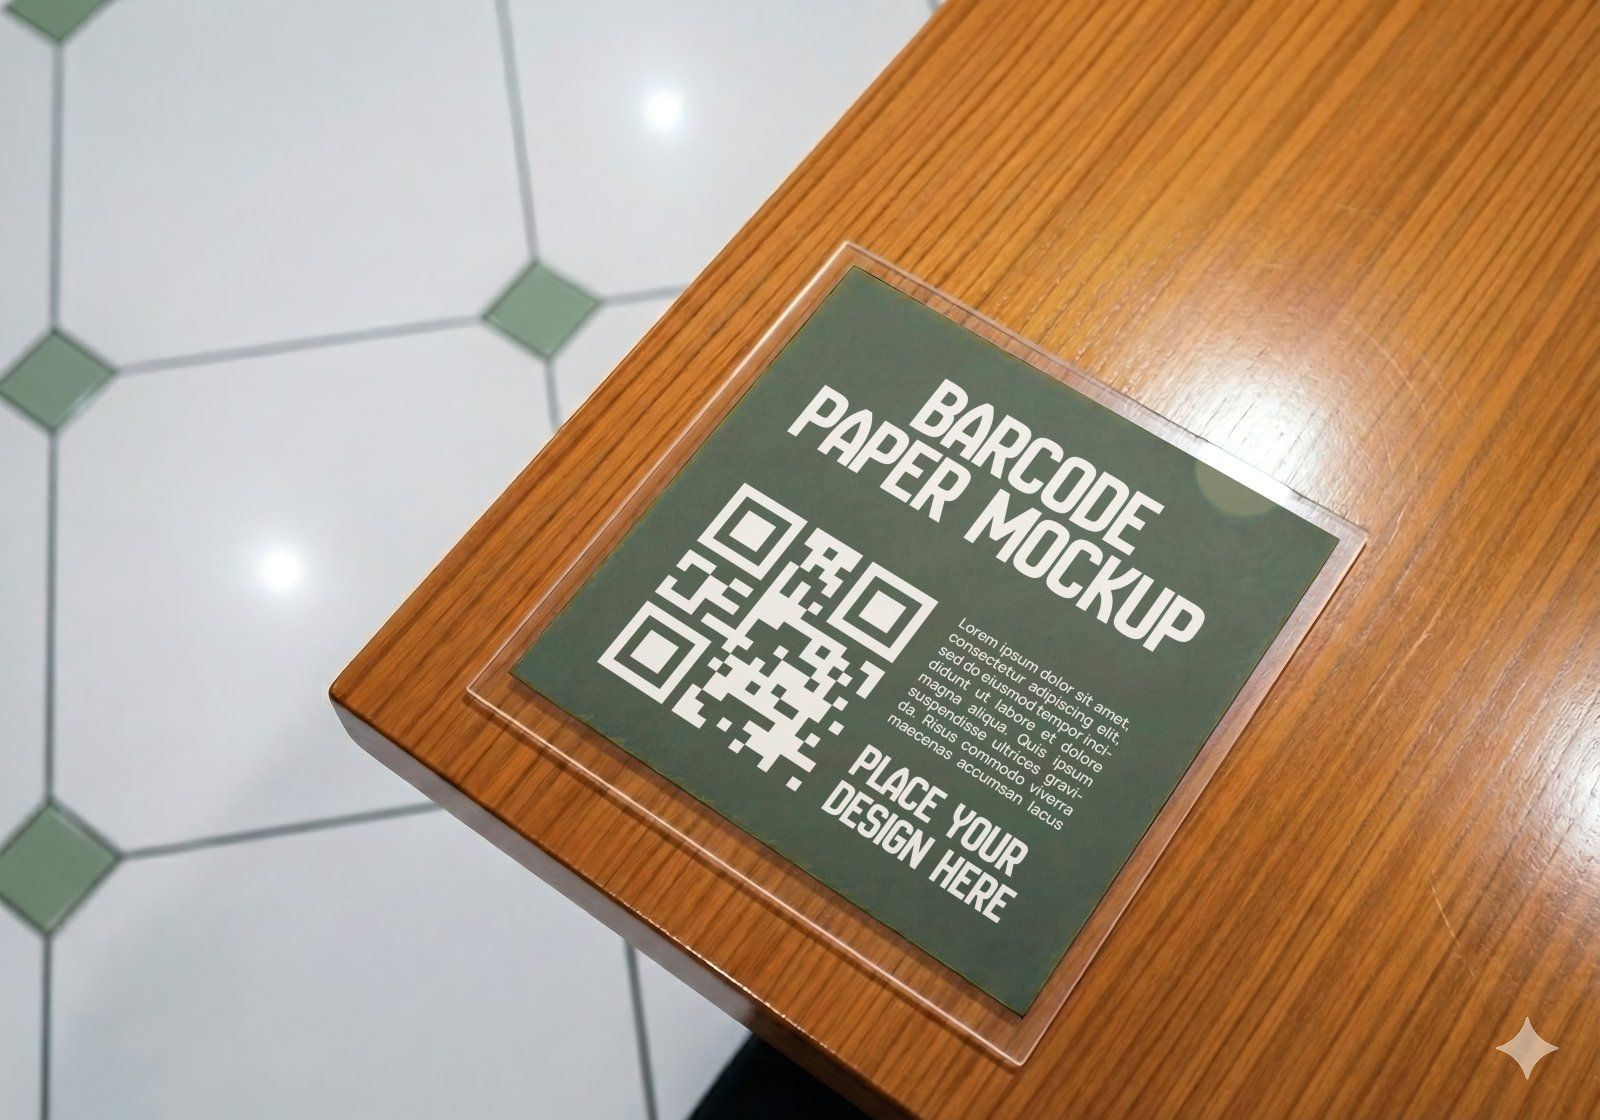 BARCODE
PAPER MOCKUP
Lorem ipsum dolor sit amet,
consectetur adipiscing elit,
sed do eiusmod tempor inci-
didunt ut labore et dolore
magna aliqua. Quis ipsum
suspendisse ultrices gravi-
da. Risus commodo viverra
maecenas accumsan lacus
PLACE YOUR
DESIGN HERE